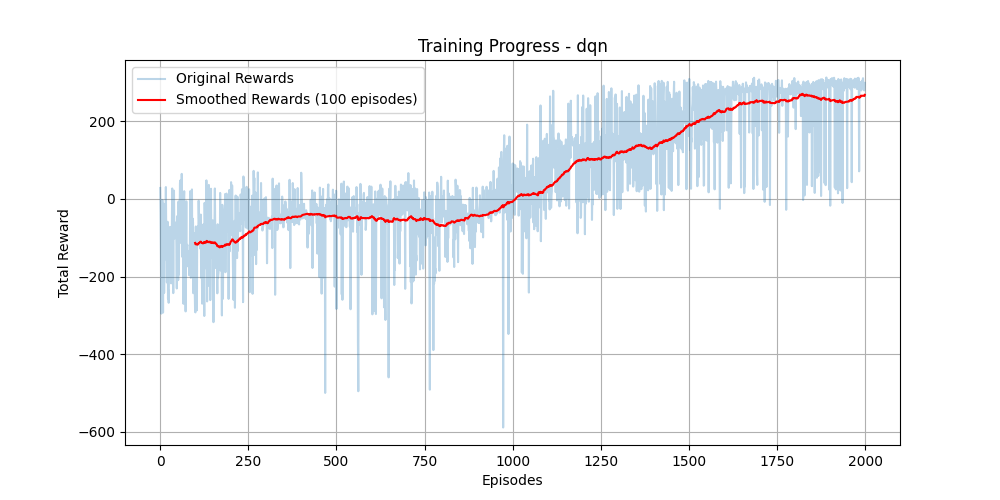 Training Progress - dqn
Original Rewards
Smoothed Rewards (100 episodes)
Total Reward
200
0
−200
−400
−600
0 250 500 750 1000 1250 1500 1750 2000
Episodes